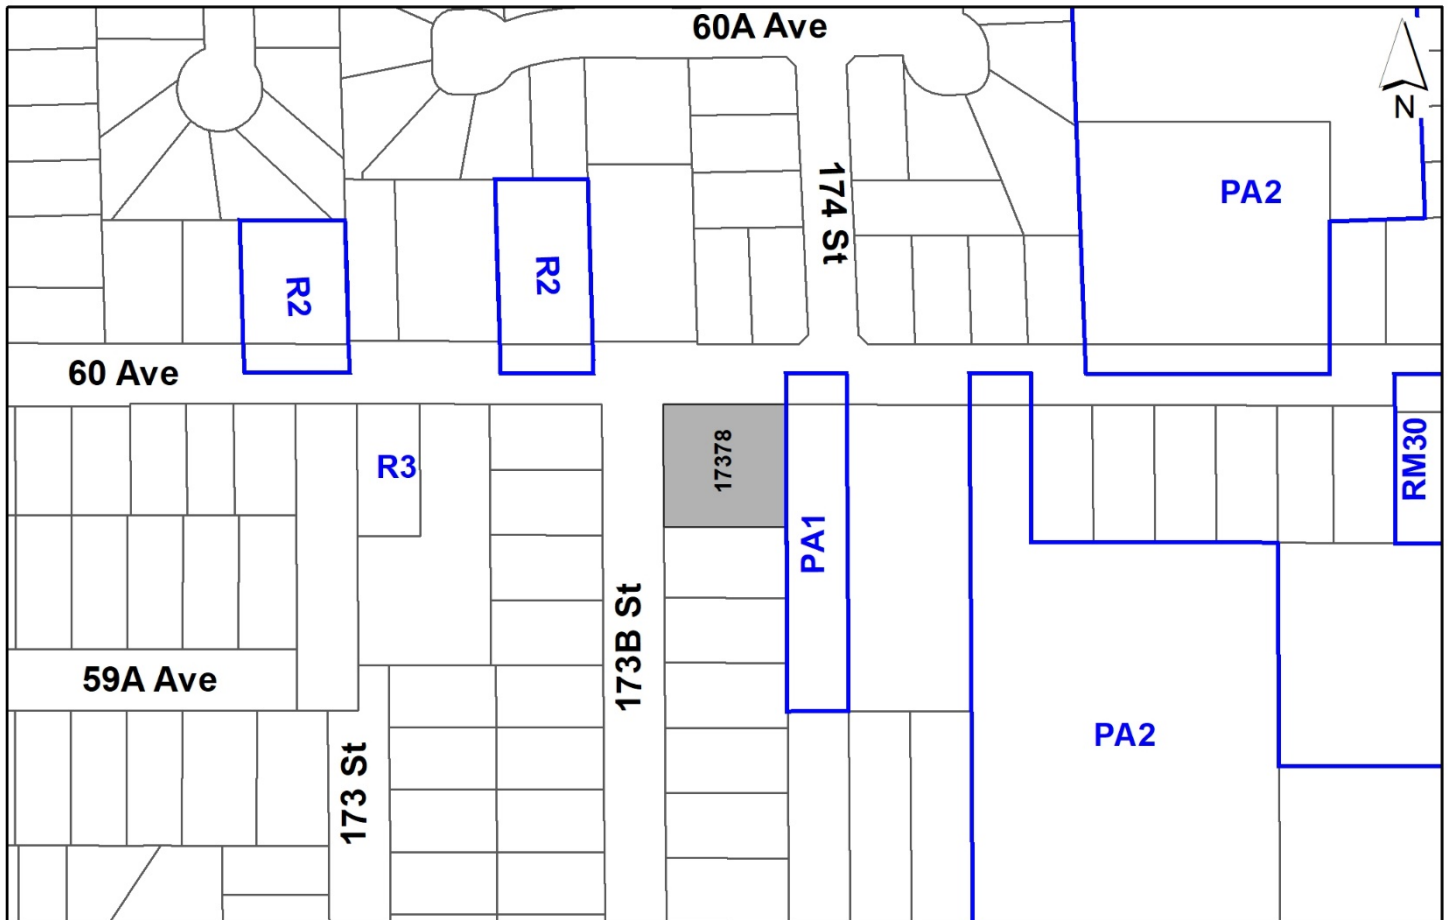 60A Ave
N
PA2
174 St
R2
R2
60 Ave
R3
17378
RM30
PA1
173B St
59A Ave
PA2
173 St